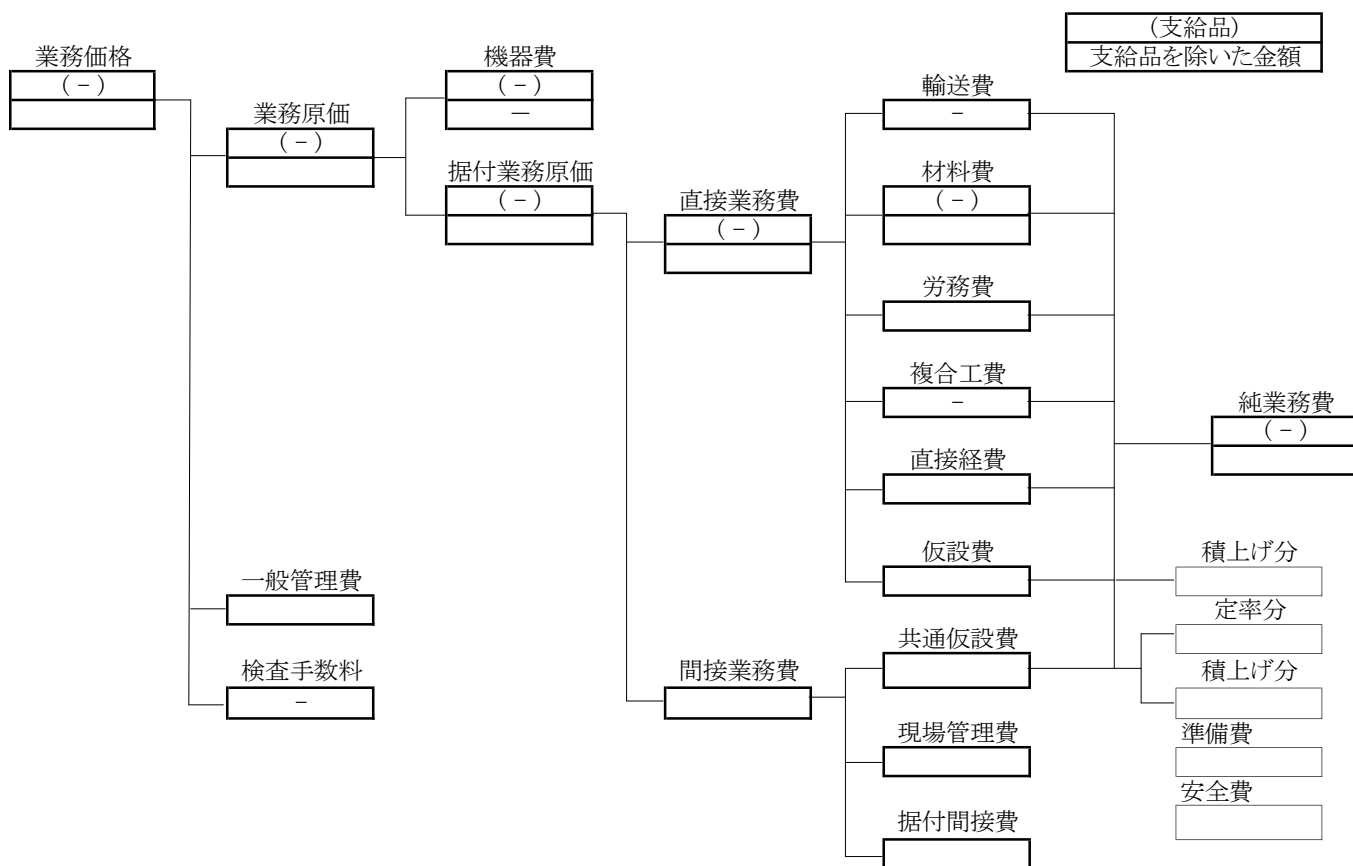 (支給品)
支給品を除いた金額
業務価格
(-)
業務原価
(-)
機器費
(-)
-
据付業務原価
(-)
直接業務費
(-)
輸送費
-
材料費
(-)
労務費
複合工費
-
直接経費
仮設費
純業務費
(-)
積上げ分
一般管理費
検査手数料
-
間接業務費
共通仮設費
定率分
積上げ分
現場管理費
準備費
安全費
据付間接費